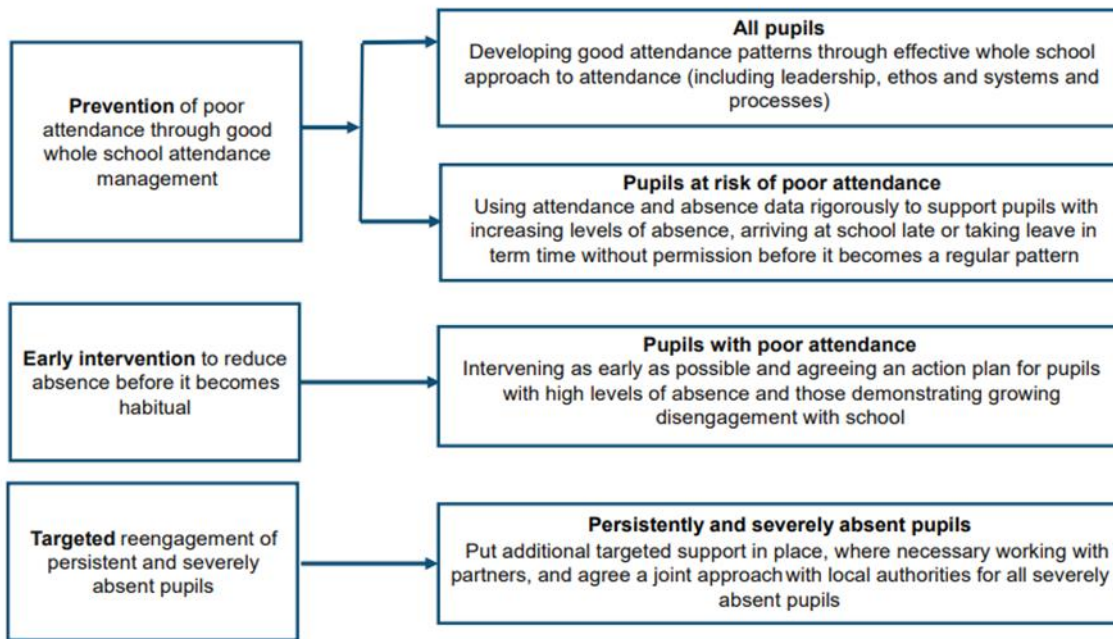 Prevention of poor
attendance through good
whole school attendance
management
All pupils
Developing good attendance patterns through effective whole school
approach to attendance (including leadership, ethos and systems and
processes)
Pupils at risk of poor attendance
Using attendance and absence data rigorously to support pupils with
increasing levels of absence, arriving at school late or taking leave in
term time without permission before it becomes a regular pattern
Early intervention to reduce
absence before it becomes
habitual
Pupils with poor attendance
Intervening as early as possible and agreeing an action plan for pupils
with high levels of absence and those demonstrating growing
disengagement with school
Targeted reengagement of
persistent and severely
absent pupils
Persistently and severely absent pupils
Put additional targeted support in place, where necessary working with
partners, and agree a joint approach with local authorities for all severely
absent pupils